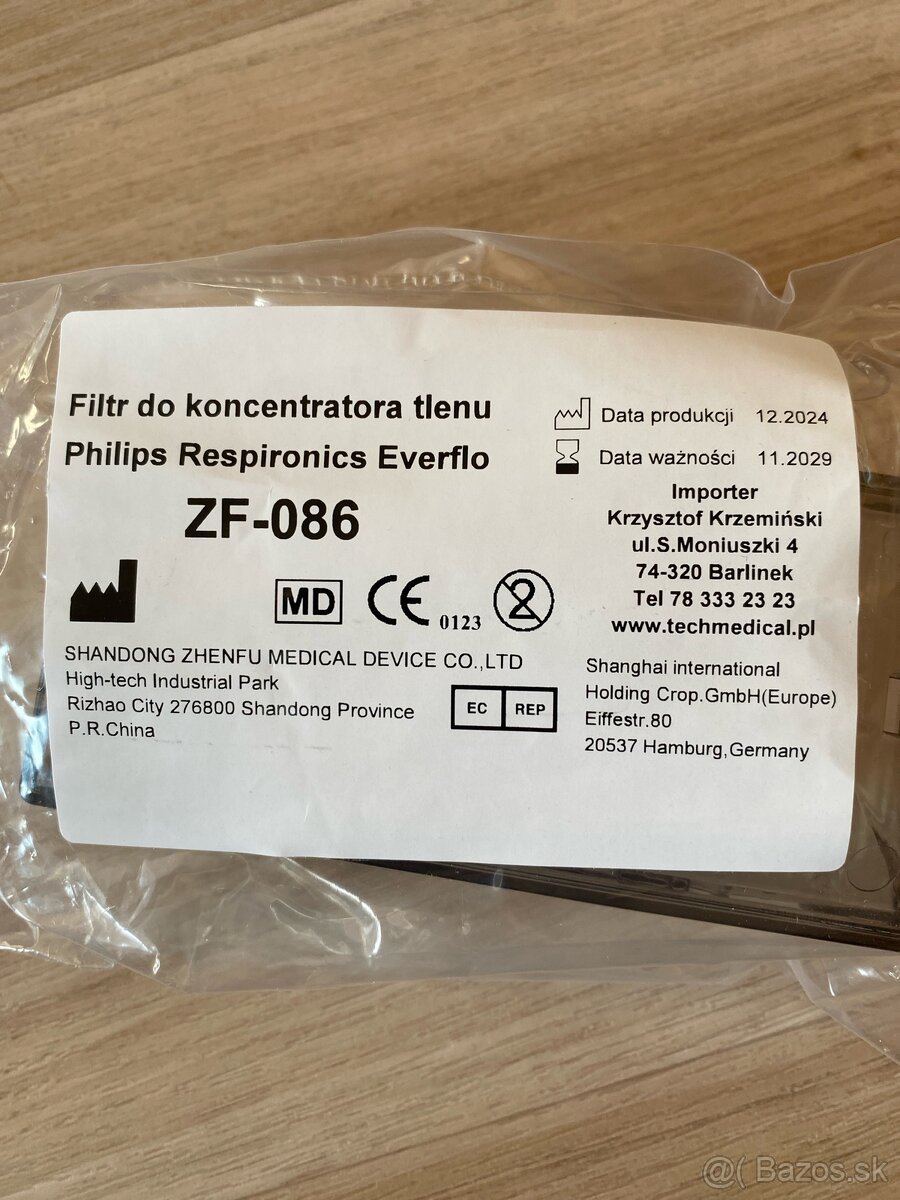 Filtr do koncentratora tlenu
Philips Respironics Everflo
ZF-086
Data produkcji 12.2024
Data ważności 11.2029
Importer
Krzysztof Krzemiński
ul.S.Moniuszki 4
74-320 Barlinek
Tel 78 333 23 23
www.techmedical.pl
MD
CE 0123
2
SHANDONG ZHENFU MEDICAL DEVICE CO.,LTD
High-tech Industrial Park
Rizhao City 276800 Shandong Province
P.R.China
EC REP
Shanghai international
Holding Crop.GmbH(Europe)
Eiffestr.80
20537 Hamburg,Germany
@( Bazos.sk